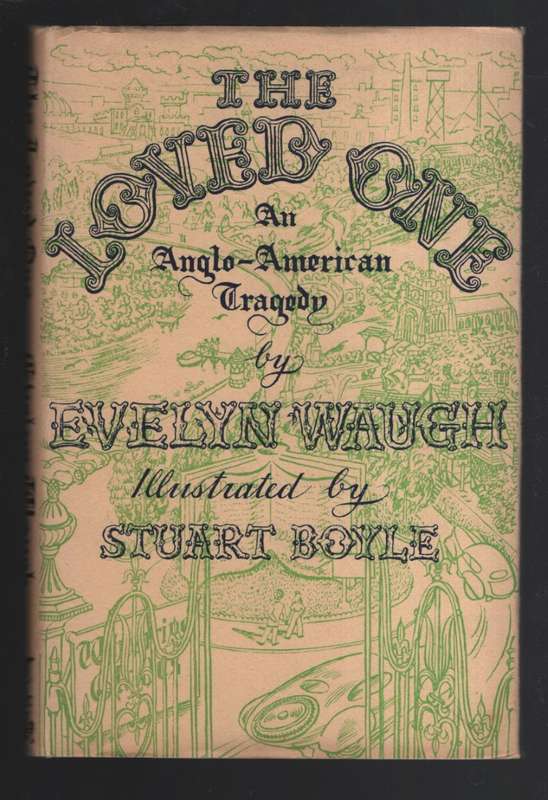 THE
LOVED ONE
An
Anglo-American
Tragedy
by
EVELYN WAUGH
Illustrated by
STUART BOYLE